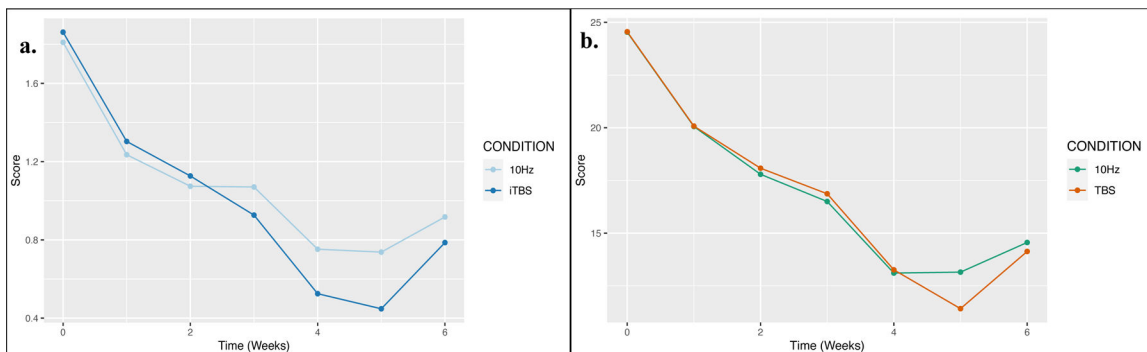 a.
1.6
1.2
0.8
0.4
Score
0
2
4
6
Time (Weeks)
CONDITION
10Hz
iTBS
b.
25
20
15
Score
0
2
4
6
Time (Weeks)
CONDITION
10Hz
TBS